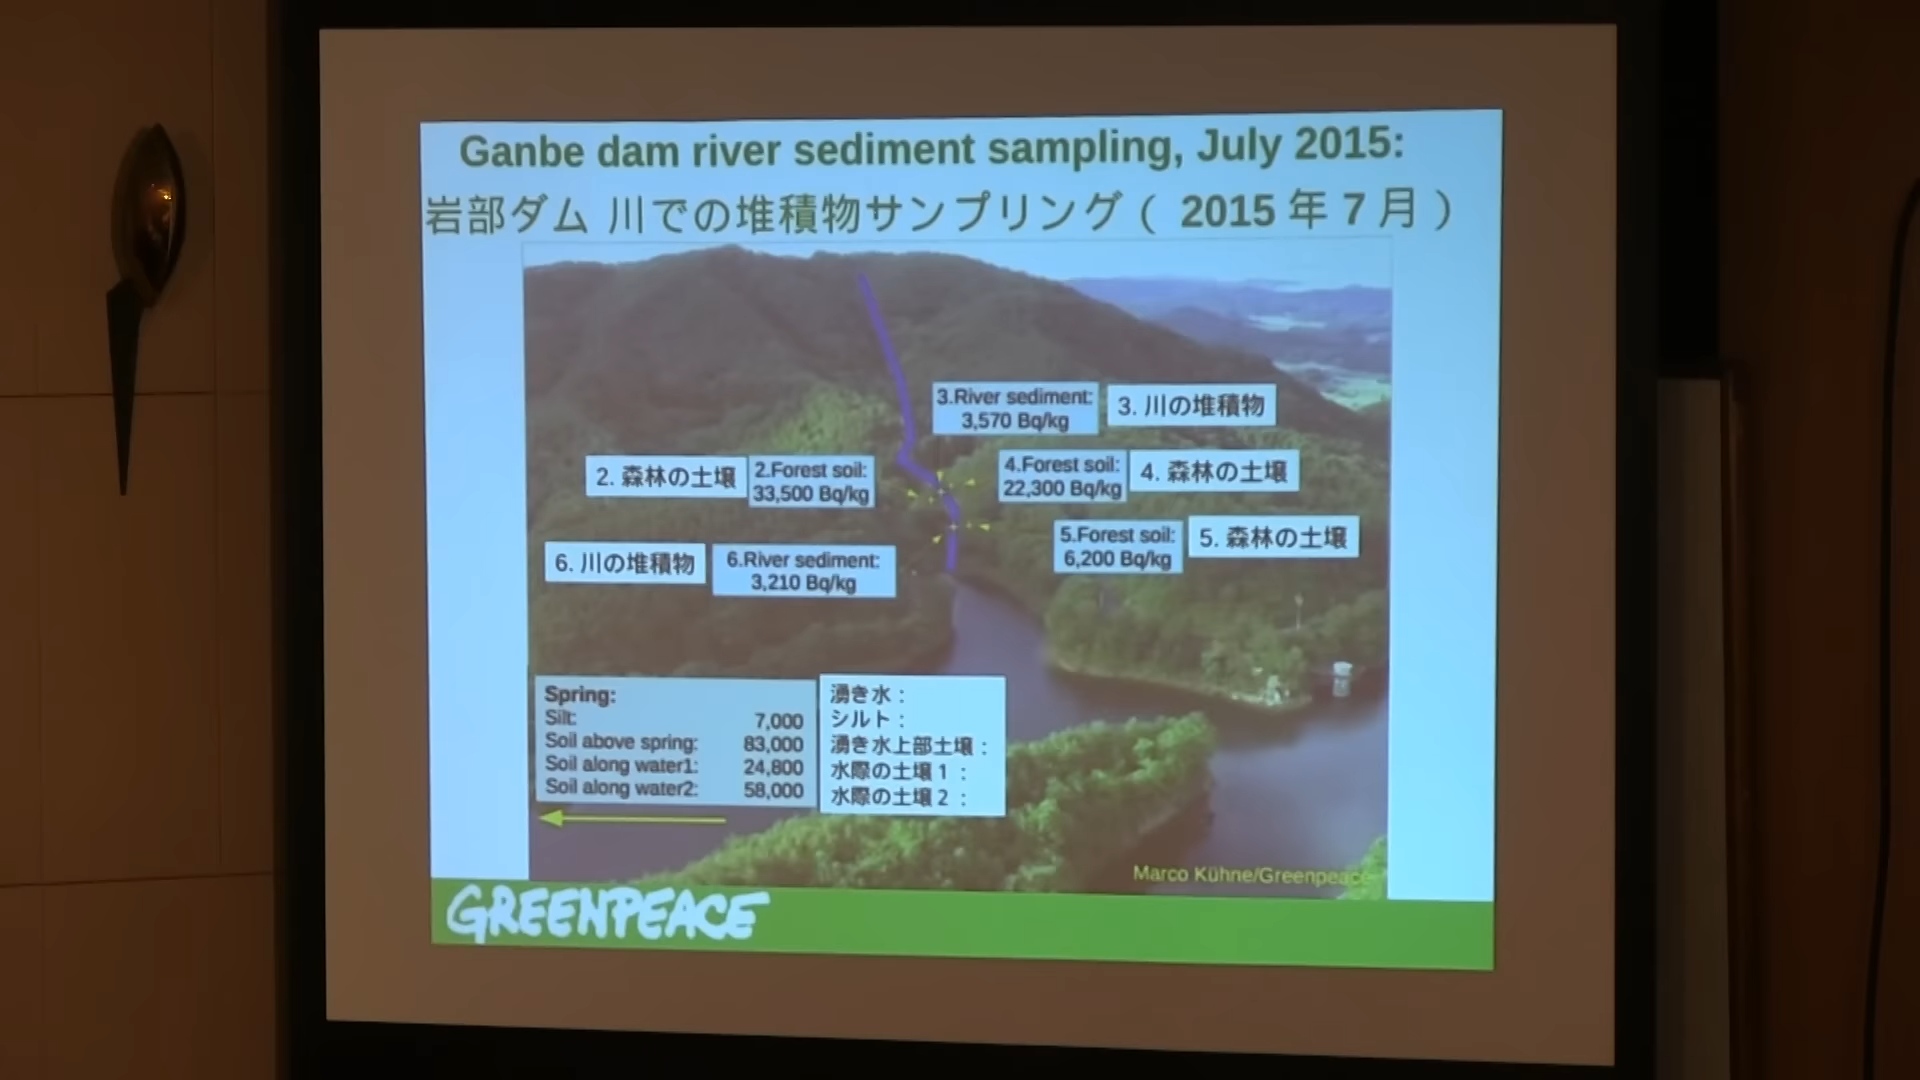 Ganbe dam river sediment sampling, July 2015:
岩部ダム 川での堆積物サンプリング（ 2015 年 7 月 ）
3.River sediment:
3,570 Bq/kg
3. 川の堆積物
2. 森林の土壌
2.Forest soil:
33,500 Bq/kg
4.Forest soil:
22,300 Bq/kg
4. 森林の土壌
5.Forest soil:
6,200 Bq/kg
5. 森林の土壌
6. 川の堆積物
6.River sediment:
3,210 Bq/kg
Spring:
Silt: 7,000
Soil above spring: 83,000
Soil along water1: 24,800
Soil along water2: 58,000
湧き水：
シルト：
湧き水上部土壌：
水際の土壌 1 ：
水際の土壌 2 ：
Marco Kühne/Greenpeace
GREENPEACE